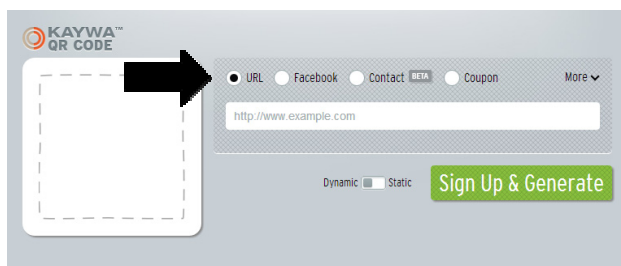 KAYWA™
QR CODE
URL Facebook Contact BETA Coupon More
http://www.example.com
Dynamic Static Sign Up & Generate